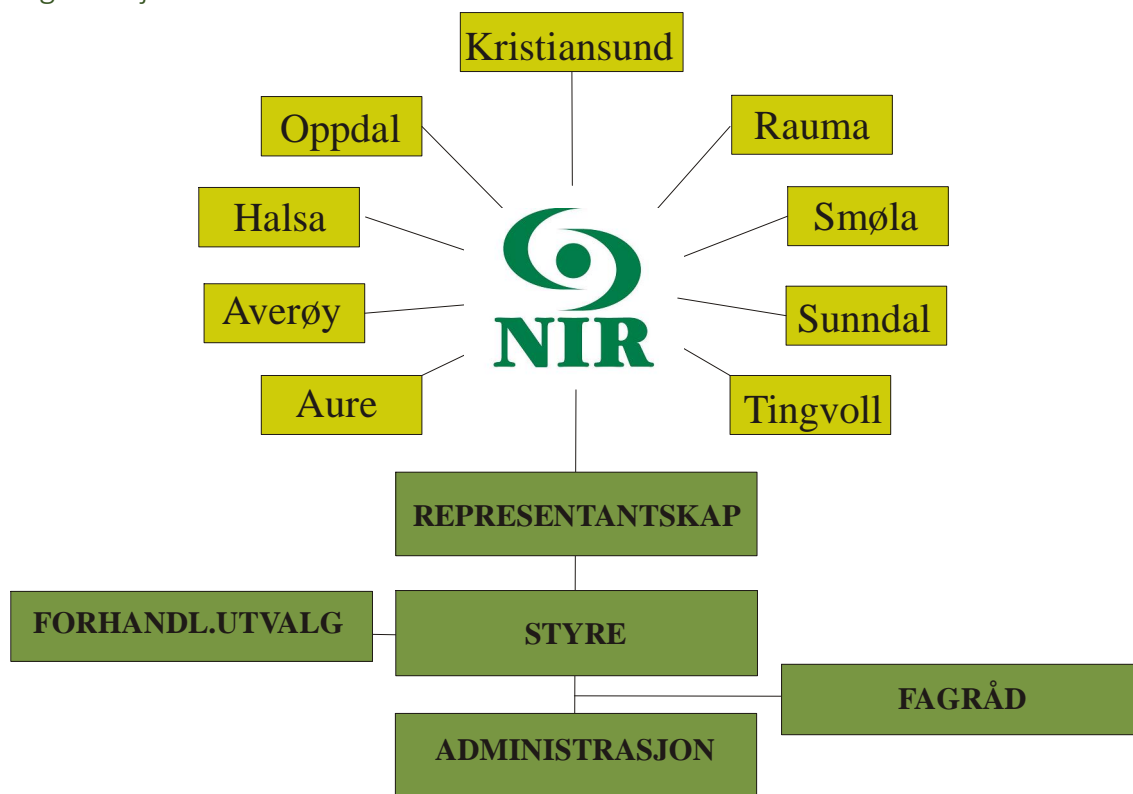 Kristiansund
Oppdal
Rauma
Halsa
Smøla
Averøy
Sunndal
NIR
Aure
Tingvoll
REPRESENTANTSKAP
FORHANDL.UTVALG
STYRE
FAGRÅD
ADMINISTRASJON